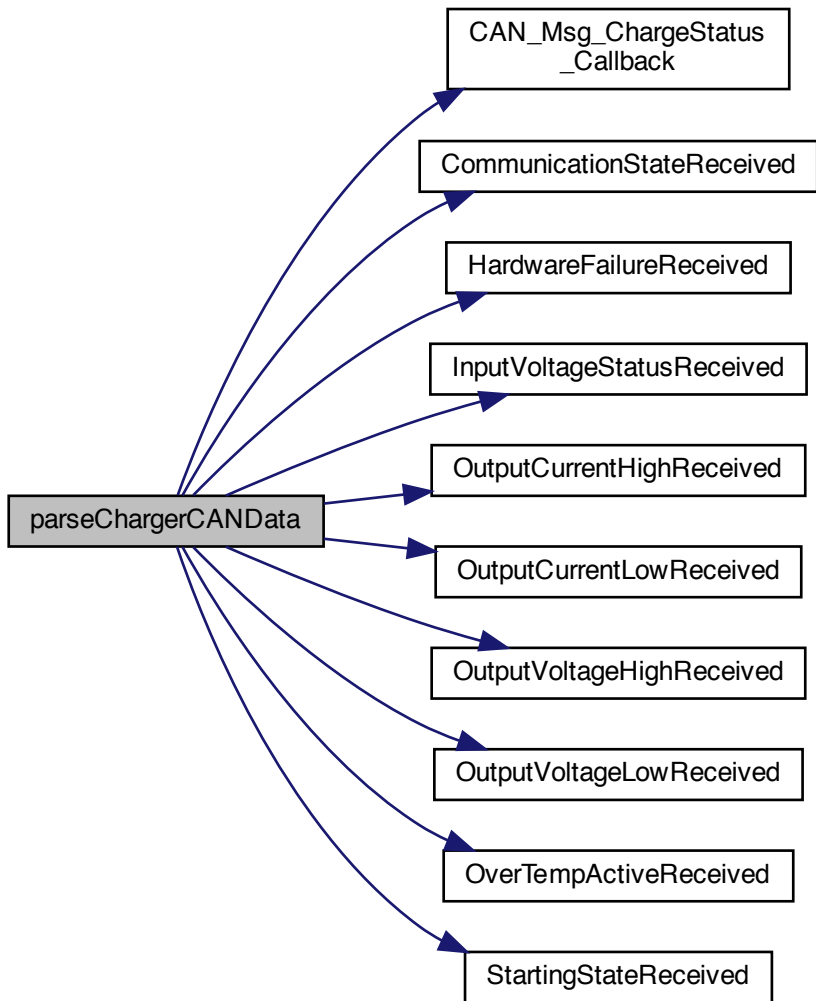 CAN_Msg_ChargeStatus
_Callback
CommunicationStateReceived
HardwareFailureReceived
InputVoltageStatusReceived
OutputCurrentHighReceived
parseChargerCANData
OutputCurrentLowReceived
OutputVoltageHighReceived
OutputVoltageLowReceived
OverTempActiveReceived
StartingStateReceived